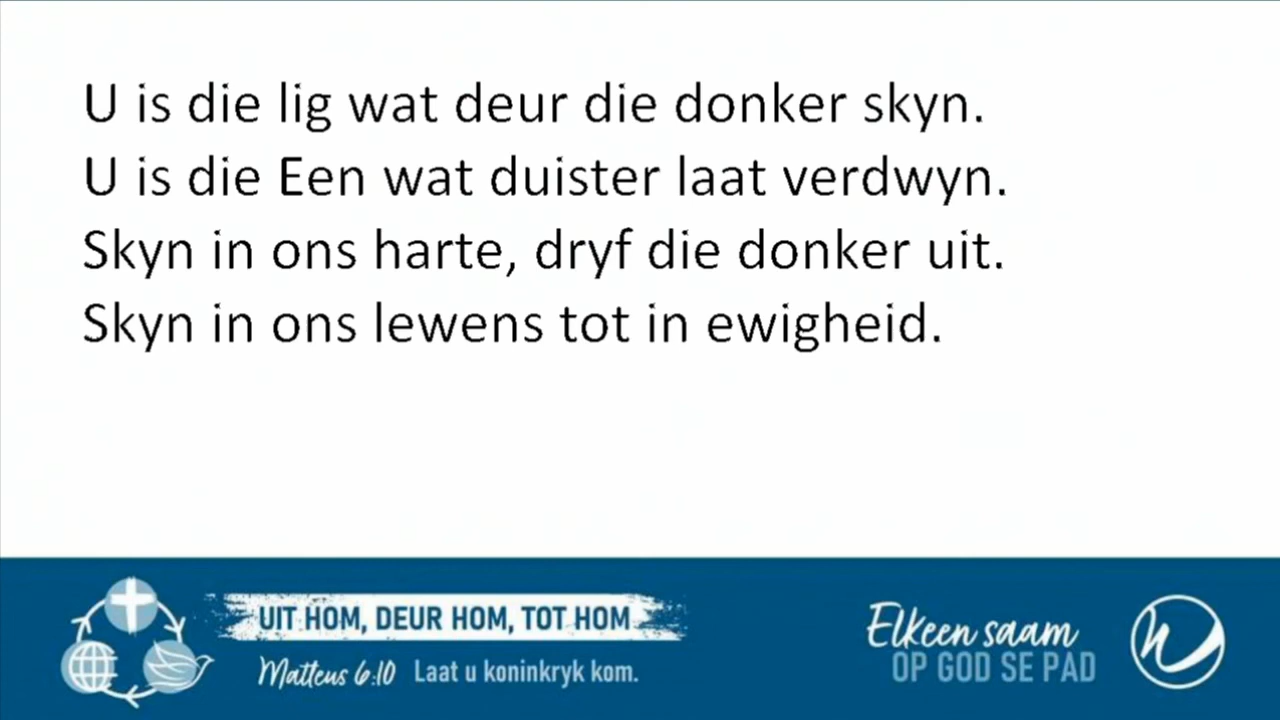 U is die lig wat deur die donker skyn.
U is die Een wat duister laat verdwyn.
Skyn in ons harte, dryf die donker uit.
Skyn in ons lewens tot in ewigheid.
UIT HOM, DEUR HOM, TOT HOM
Matteus 6:10 Laat u koninkryk kom.
Elkeen saam
OP GOD SE PAD